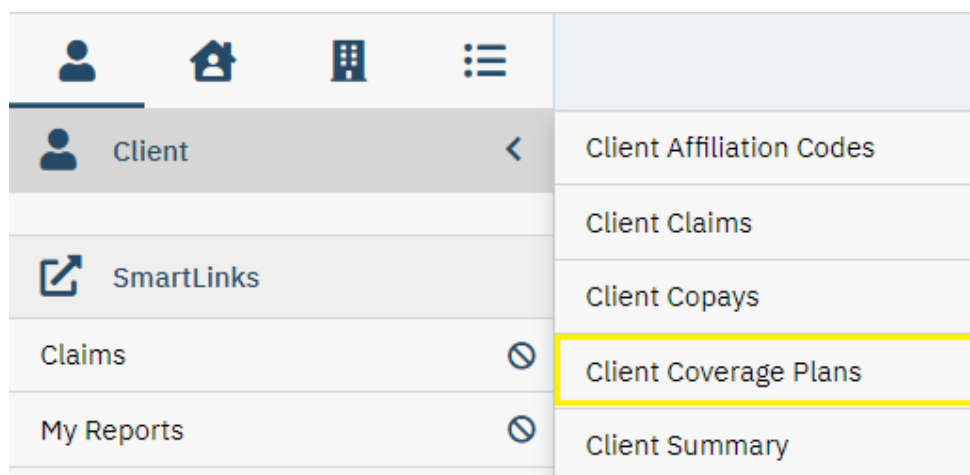 Client
SmartLinks
Claims
My Reports
Client Affiliation Codes
Client Claims
Client Copays
Client Coverage Plans
Client Summary